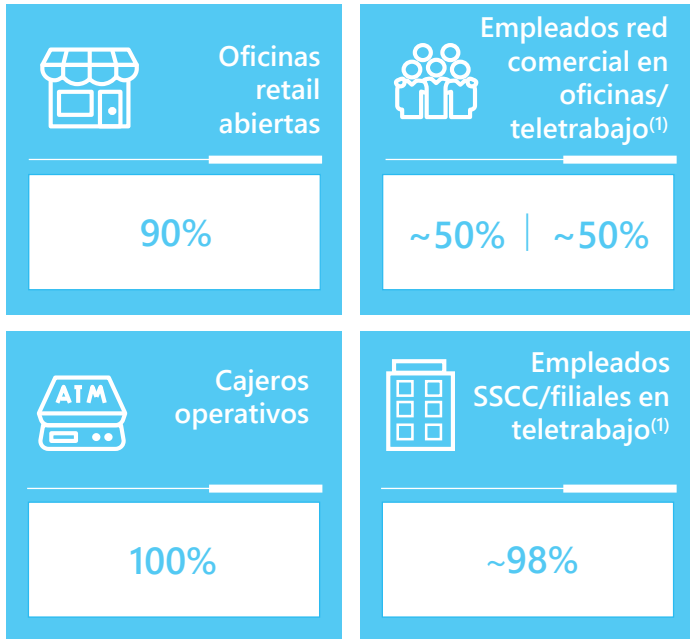 Oficinas
retail
abiertas
90%
Empleados red
comercial en
oficinas/
teletrabajo(1)
~50% | ~50%
ATM
Cajeros
operativos
100%
Empleados
SSCC/filiales en
teletrabajo(1)
~98%